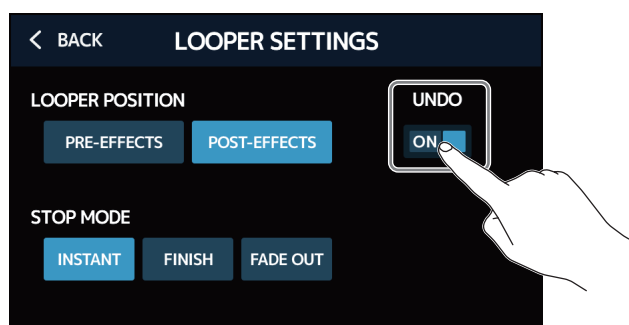 < BACK LOOPER SETTINGS
LOOPER POSITION UNDO
PRE-EFFECTS POST-EFFECTS ON
STOP MODE
INSTANT FINISH FADE OUT